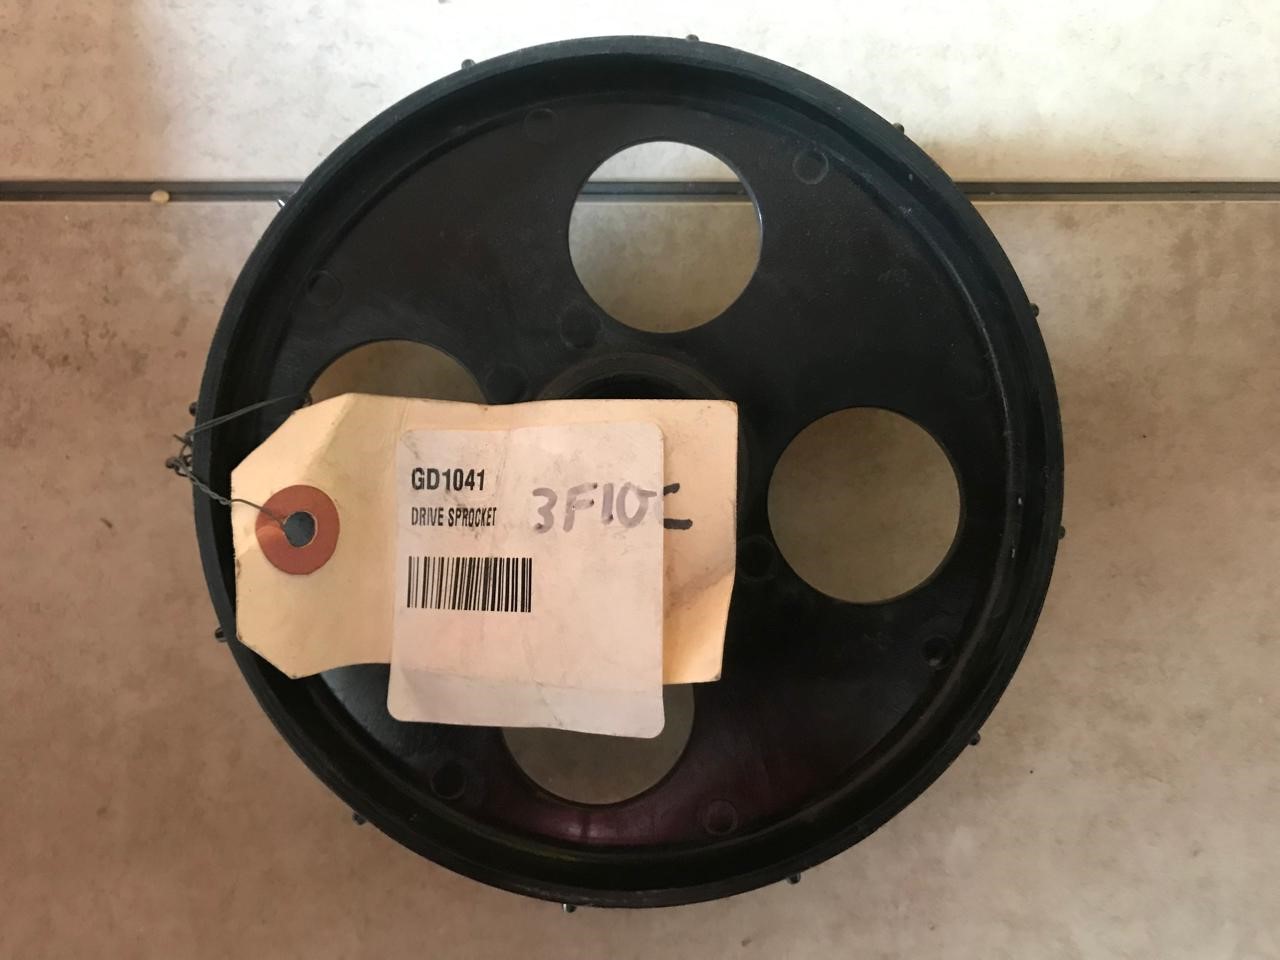 GD1041
DRIVE SPROCKET
3F10C